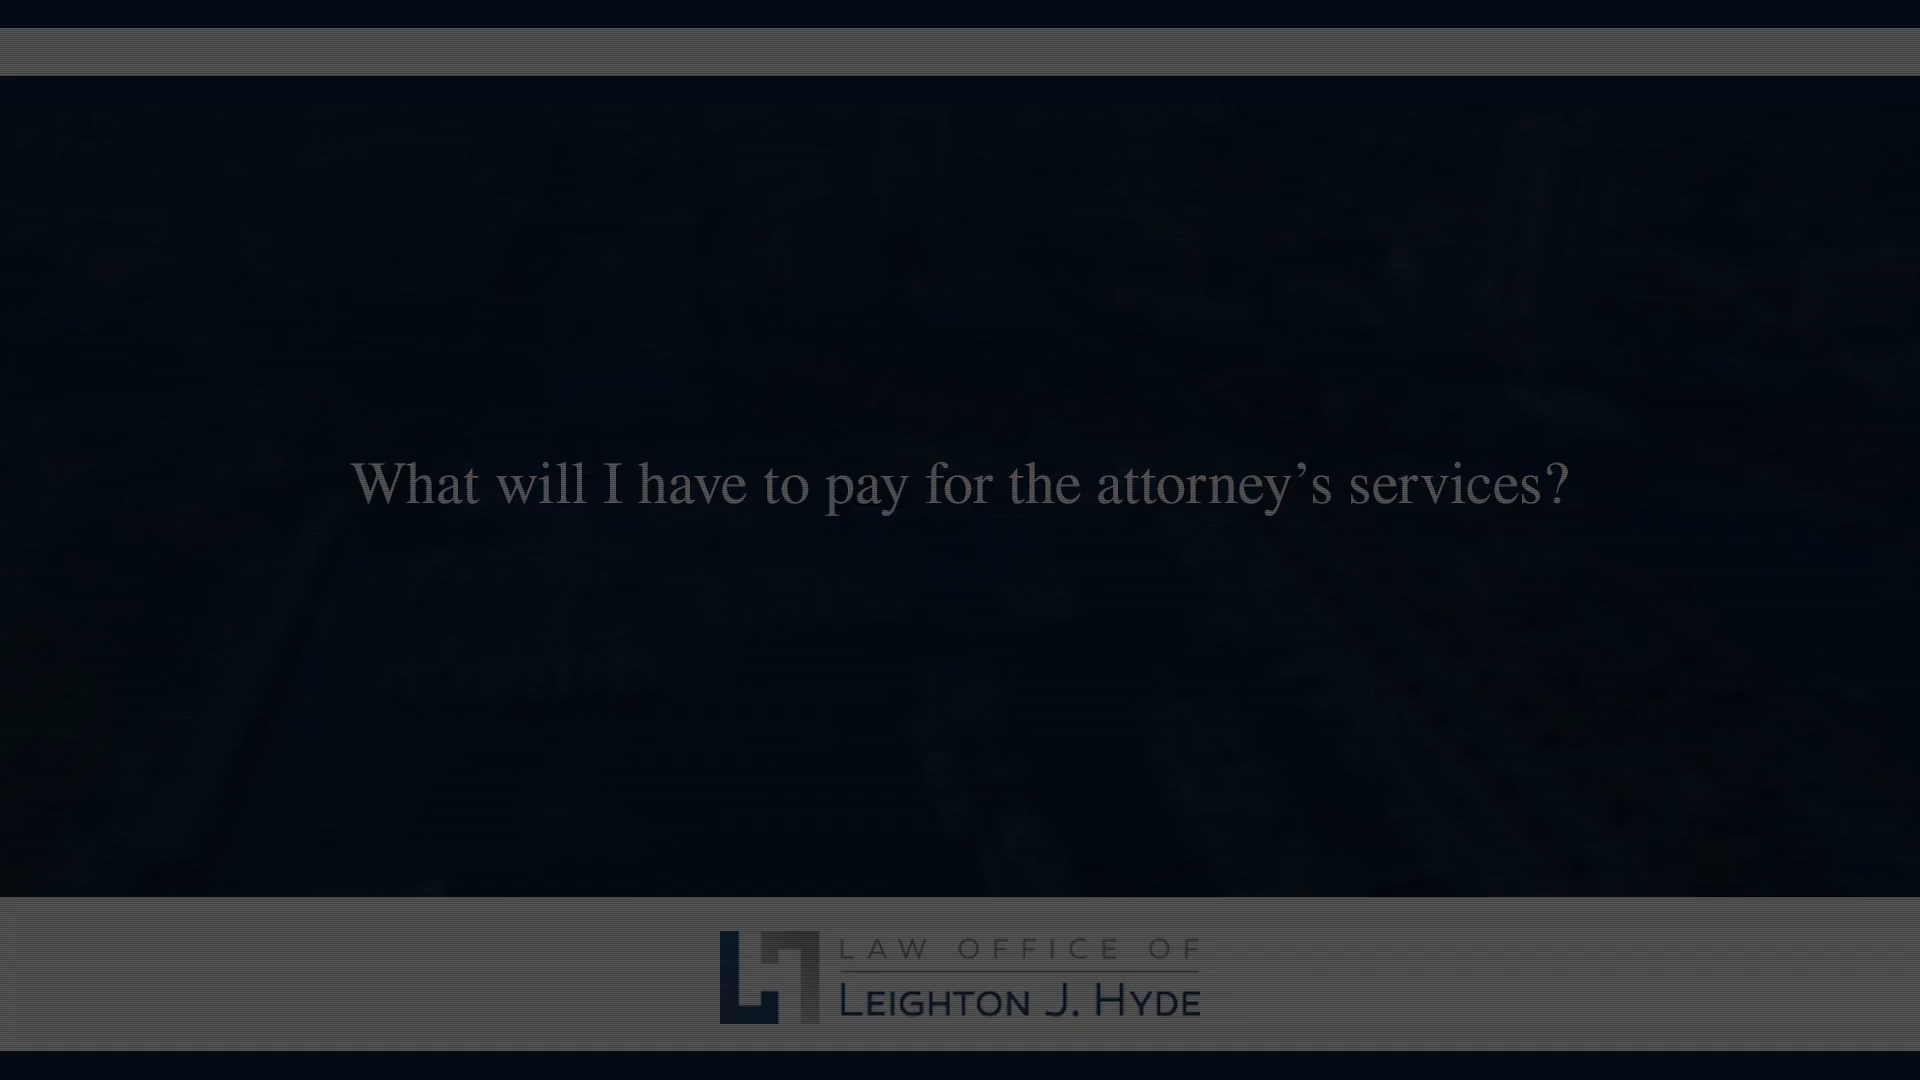 What will I have to pay for the attorney’s services?
LAW OFFICE OF
LEIGHTON J. HYDE